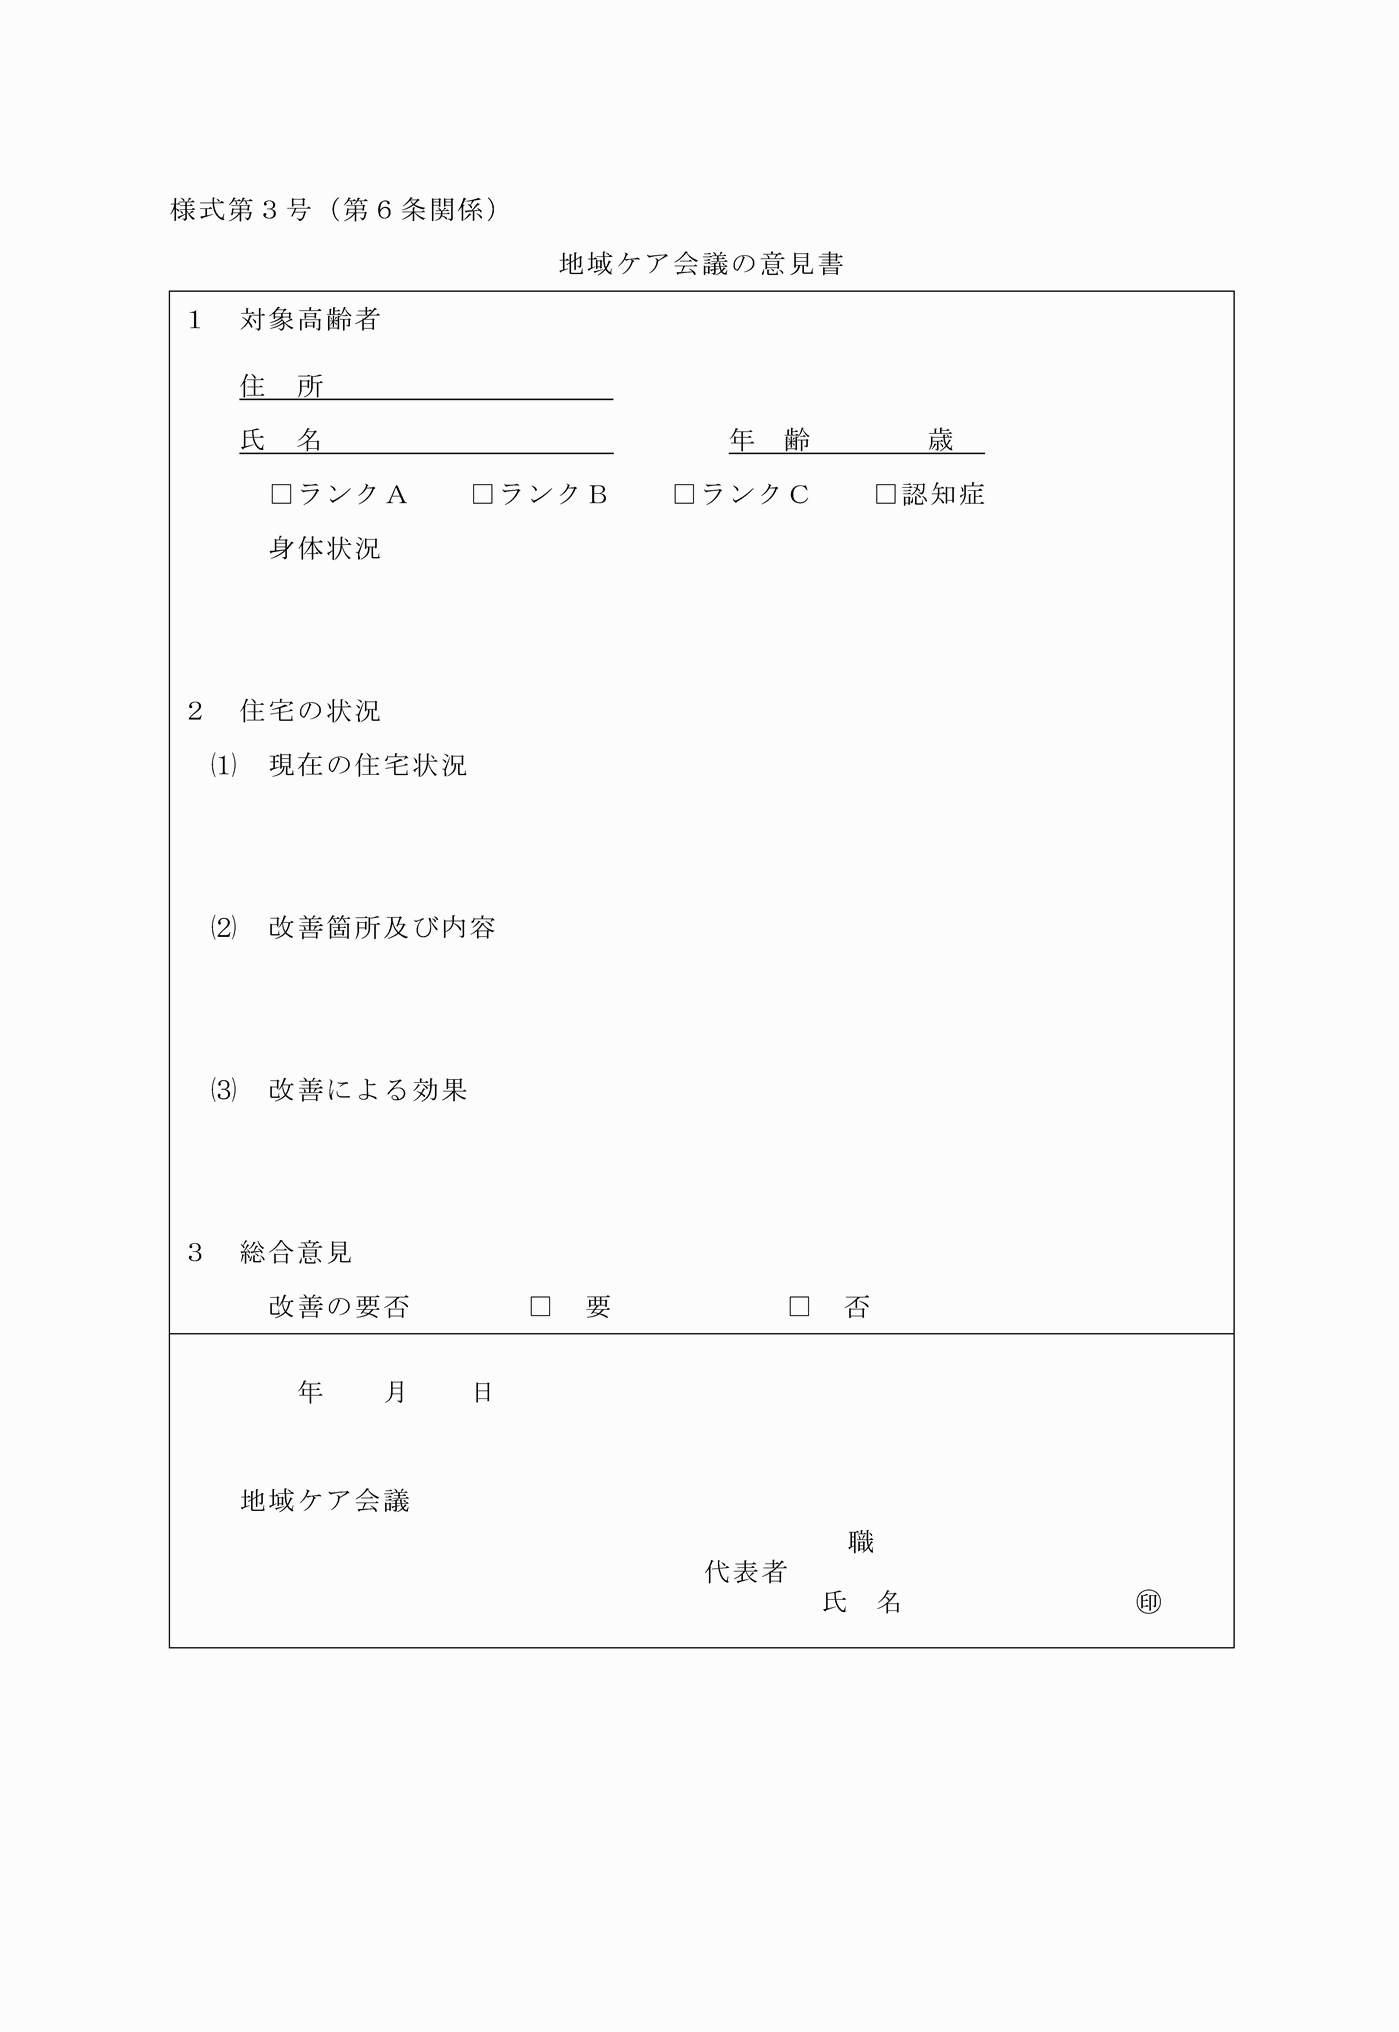 様式第３号（第６条関係）
地域ケア会議の意見書
１　対象高齢者
住　所
氏　名　　　　　　　　年　齢　　　　歳
□ランクＡ　　□ランクＢ　　□ランクＣ　　□認知症
身体状況
２　住宅の状況
⑴　現在の住宅状況
⑵　改善箇所及び内容
⑶　改善による効果
３　総合意見
改善の要否　　　　□　要　　　　　　□　否
年　　月　　日
地域ケア会議
職
代表者
氏　名　　　　　　　　㊞